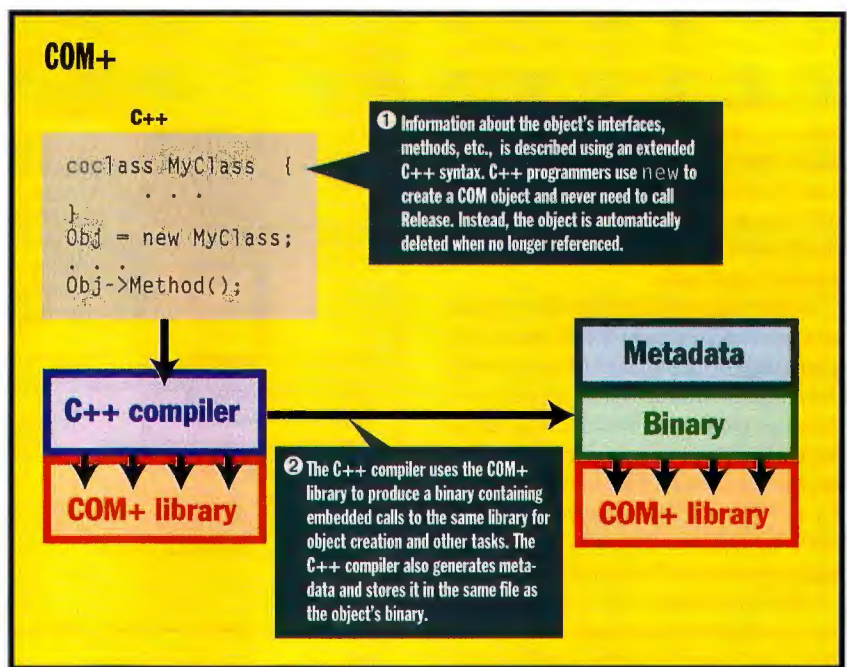 COM+
C++
coclass MyClass {
. . .
}
Obj = new MyClass;
. . .
Obj->Method();
❶ Information about the object's interfaces,
methods, etc., is described using an extended
C++ syntax. C++ programmers use new to
create a COM object and never need to call
Release. Instead, the object is automatically
deleted when no longer referenced.
C++ compiler
COM+ library
❷ The C++ compiler uses the COM+
library to produce a binary containing
embedded calls to the same library for
object creation and other tasks. The
C++ compiler also generates meta-
data and stores it in the same file as
the object's binary.
Metadata
Binary
COM+ library